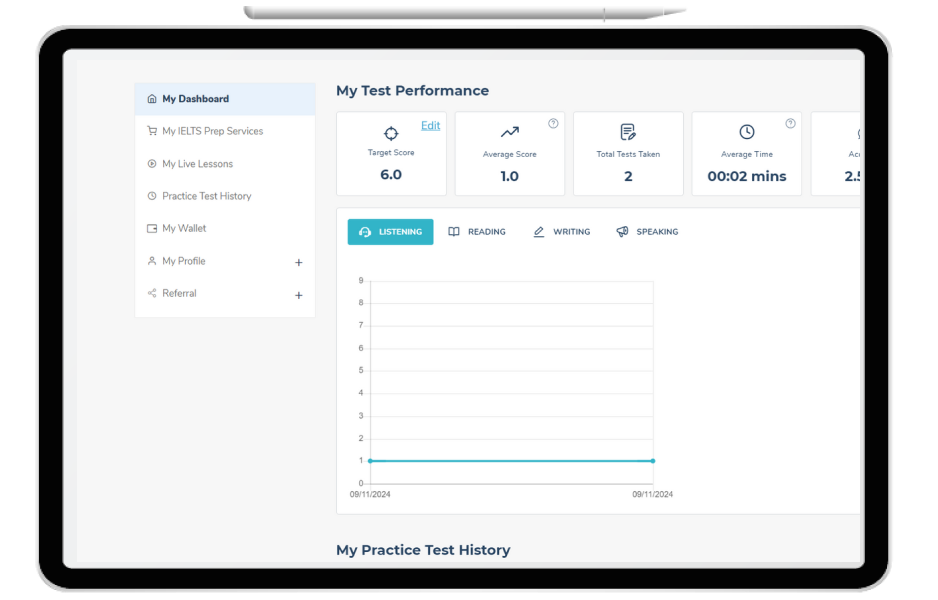 My Dashboard
My IELTS Prep Services
My Live Lessons
Practice Test History
My Wallet
My Profile +
Referral +
My Test Performance
Edit
Target Score
6.0
?
Average Score
1.0
Total Tests Taken
2
?
Average Time
00:02 mins
LISTENING READING WRITING SPEAKING
9
8
7
6
5
4
3
2
1
0
09/11/2024 09/11/2024
My Practice Test History